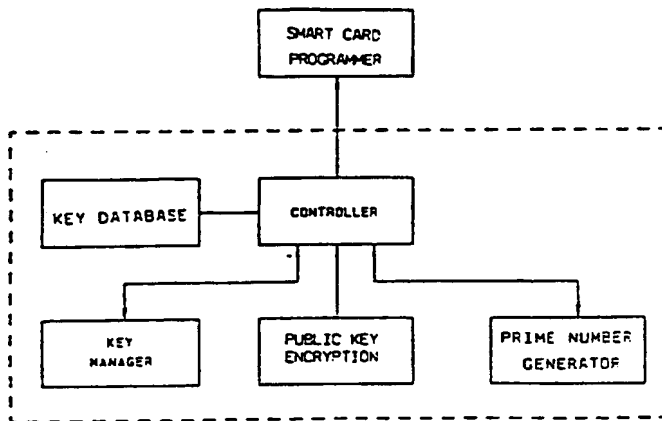 SMART CARD
PROGRAMMER
KEY DATABASE
CONTROLLER
KEY
MANAGER
PUBLIC KEY
ENCRYPTION
PRIME NUMBER
GENERATOR